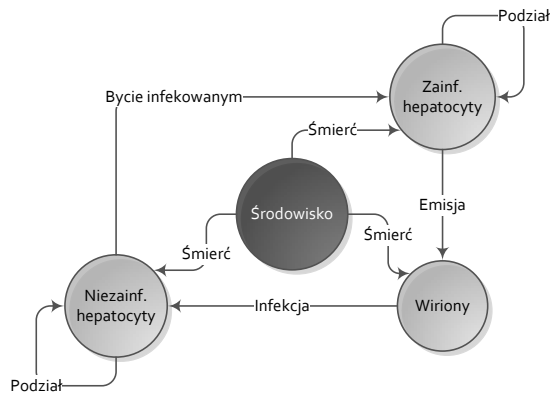 Podział
Zainf.
hepatocyty
Bycie infekowanym
Śmierć
Emisja
Środowisko
Śmierć
Śmierć
Niezainf.
hepatocyty
Infekcja
Wiriony
Podział